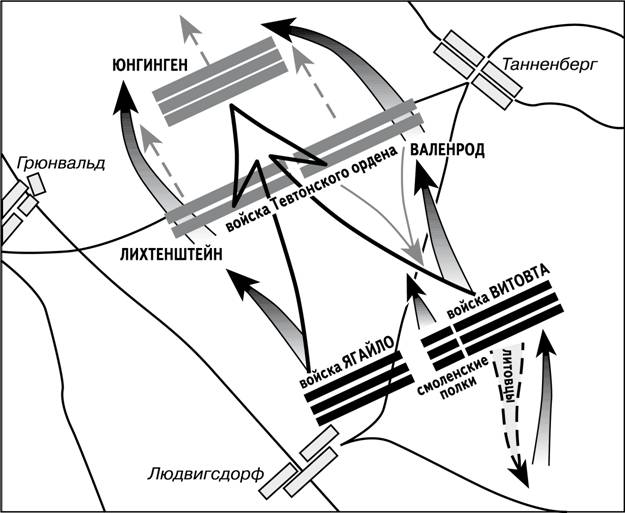 ЮНГИНГЕН
Танненберг
Грюнвальд
ВАЛЕНРОД
войска Тевтонского ордена
ЛИХТЕНШТЕЙН
войска ВИТОВТА
войска ЯГАЙЛО
смоленские
полки
литовцы
Людвигсдорф